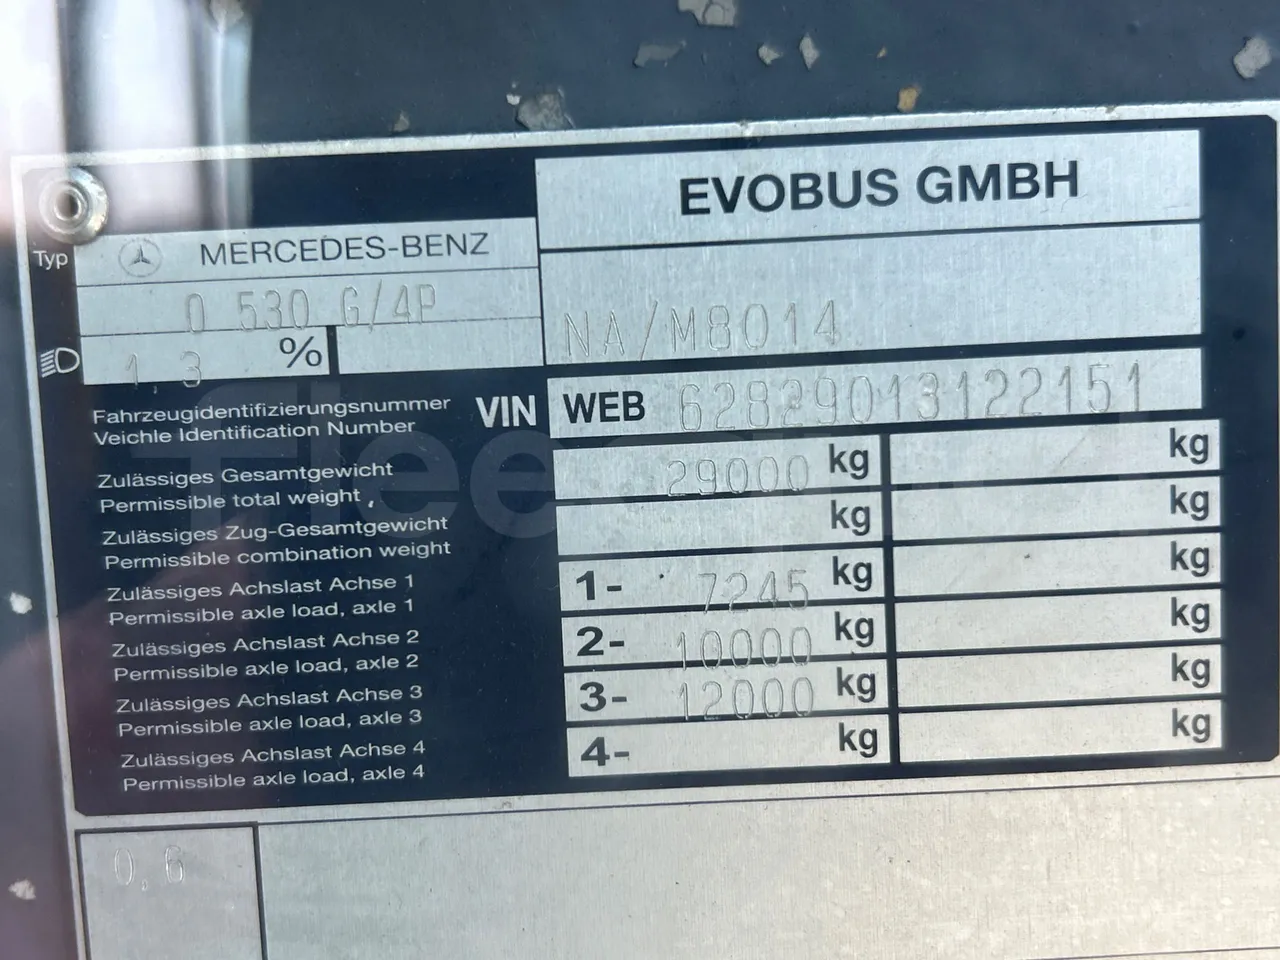 EVOBUS GMBH
Typ
MERCEDES-BENZ
0 530 G/4P
NA/M8014
1,3 %
Fahrzeugidentifizierungsnummer
Veichle Identification Number
VIN WEB 62829013122151
Zulässiges Gesamtgewicht
Permissible total weight
29000 kg kg
Zulässiges Zug-Gesamtgewicht
Permissible combination weight
kg kg
Zulässiges Achslast Achse 1
Permissible axle load, axle 1
1- 7245 kg kg
Zulässiges Achslast Achse 2
Permissible axle load, axle 2
2- 10000 kg kg
Zulässiges Achslast Achse 3
Permissible axle load, axle 3
3- 12000 kg kg
Zulässiges Achslast Achse 4
Permissible axle load, axle 4
4- kg kg
0,6